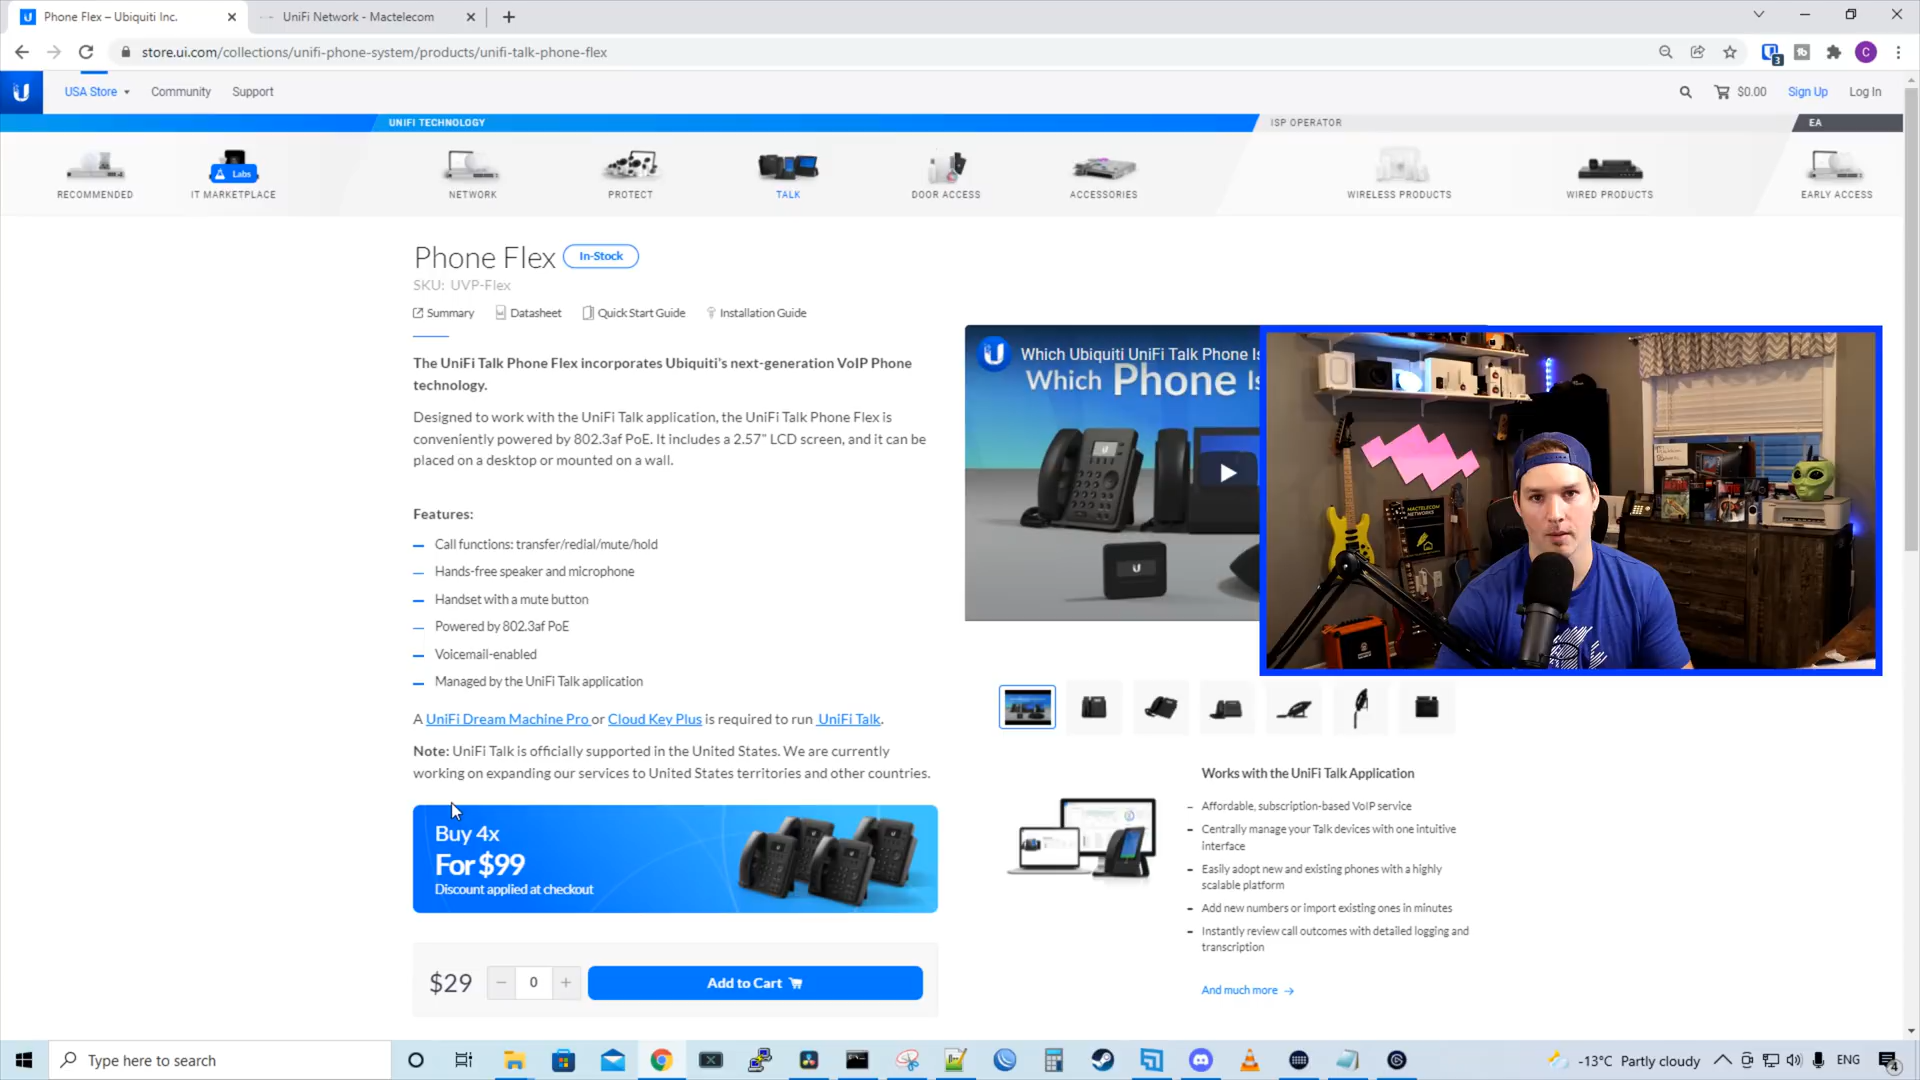 Phone Flex – Ubiquiti Inc.
UniFi Network - Mactelecom
store.ui.com/collections/unifi-phone-system/products/unifi-talk-phone-flex
3
C
USA Store
Community
Support
$0.00
Sign Up
Log In
UNIFI TECHNOLOGY
ISP OPERATOR
EA
Labs
RECOMMENDED
IT MARKETPLACE
NETWORK
PROTECT
TALK
DOOR ACCESS
ACCESSORIES
WIRELESS PRODUCTS
WIRED PRODUCTS
EARLY ACCESS
Phone Flex
In-Stock
SKU: UVP-Flex
Summary
Datasheet
Quick Start Guide
Installation Guide
The UniFi Talk Phone Flex incorporates Ubiquiti's next-generation VoIP Phone
technology.
Designed to work with the UniFi Talk application, the UniFi Talk Phone Flex is
conveniently powered by 802.3af PoE. It includes a 2.57" LCD screen, and it can be
placed on a desktop or mounted on a wall.
Features:
Call functions: transfer/redial/mute/hold
Hands-free speaker and microphone
Handset with a mute button
Powered by 802.3af PoE
Voicemail-enabled
Managed by the UniFi Talk application
A UniFi Dream Machine Pro or Cloud Key Plus is required to run UniFi Talk.
Note: UniFi Talk is officially supported in the United States. We are currently
working on expanding our services to United States territories and other countries.
Buy 4x
For $99
Discount applied at checkout
$29
0
Add to Cart
Which Ubiquiti UniFi Talk Phone Is
Which Phone Is
MACTELECOM
NETWORKS
Works with the UniFi Talk Application
– Affordable, subscription-based VoIP service
– Centrally manage your Talk devices with one intuitive
interface
– Easily adopt new and existing phones with a highly
scalable platform
– Add new numbers or import existing ones in minutes
– Instantly review call outcomes with detailed logging and
transcription
And much more →
Type here to search
-13°C Partly cloudy
ENG
4